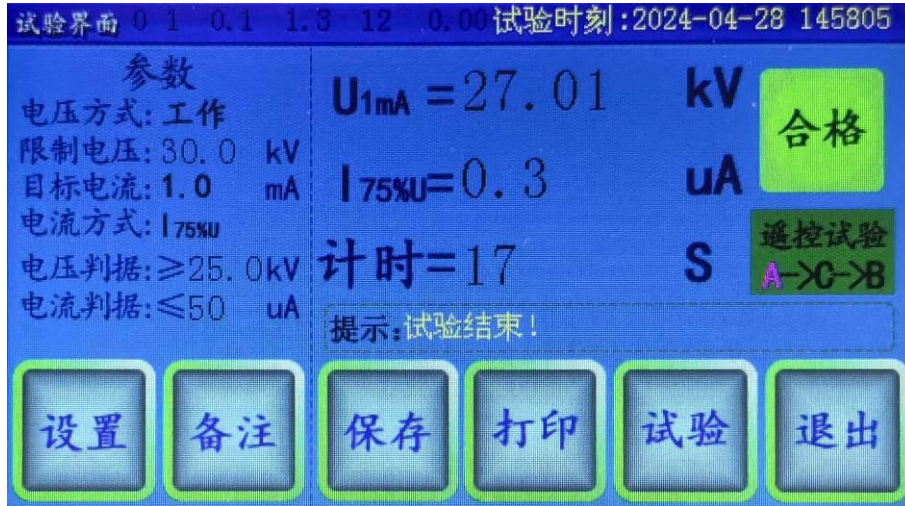 试验界面 0 1 0.1 1.3 12 0.00 试验时刻:2024-04-28 145805
参数
电压方式:工作
限制电压:30.0 kV
目标电流:1.0 mA
电流方式:I75%U
电压判据:≥25.0kV
电流判据:≤50 uA
U1mA=27.01 kV
I75%U=0.3 uA
计时=17 S
提示:试验结束!
合格
遥控试验
A->C->B
设置 备注 保存 打印 试验 退出